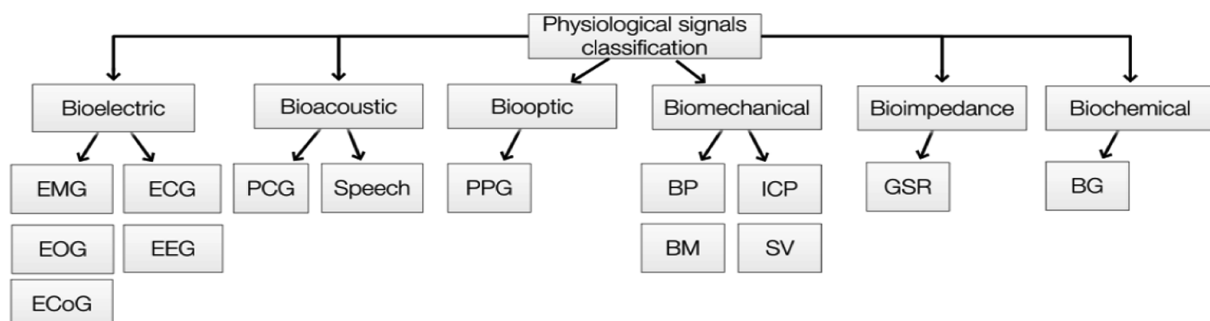 Physiological signals
classification
Bioelectric
Bioacoustic
Biooptic
Biomechanical
Bioimpedance
Biochemical
EMG
ECG
PCG
Speech
PPG
BP
ICP
GSR
BG
EOG
EEG
BM
SV
ECoG